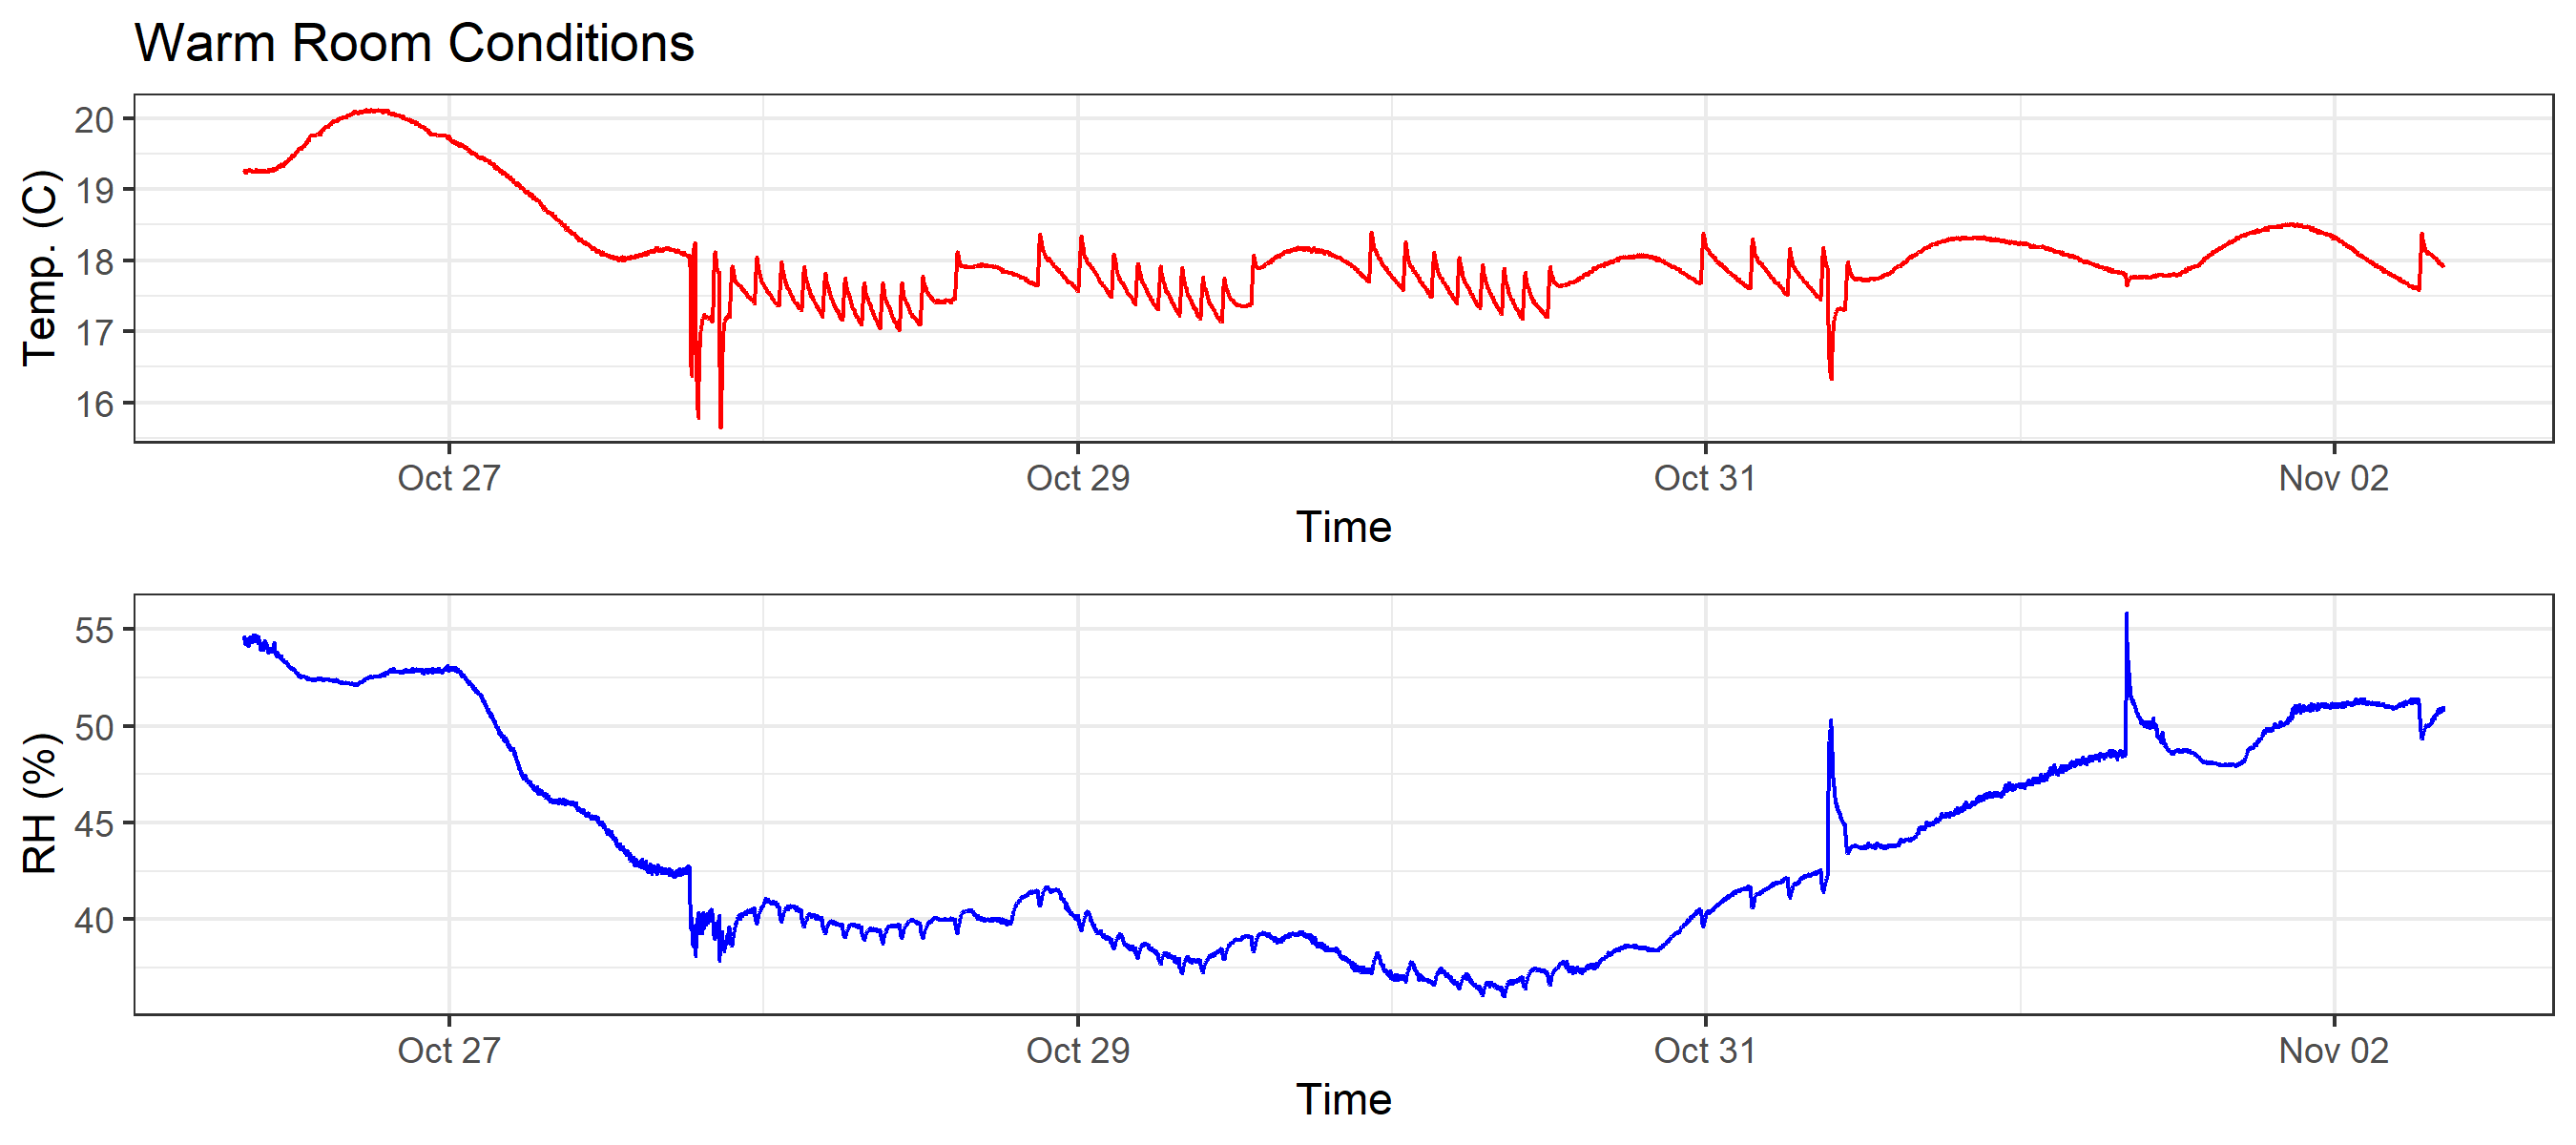 Warm Room Conditions
Temp. (C)
20
19
18
17
16
Oct 27 Oct 29 Oct 31 Nov 02
Time
RH (%)
55
50
45
40
Oct 27 Oct 29 Oct 31 Nov 02
Time